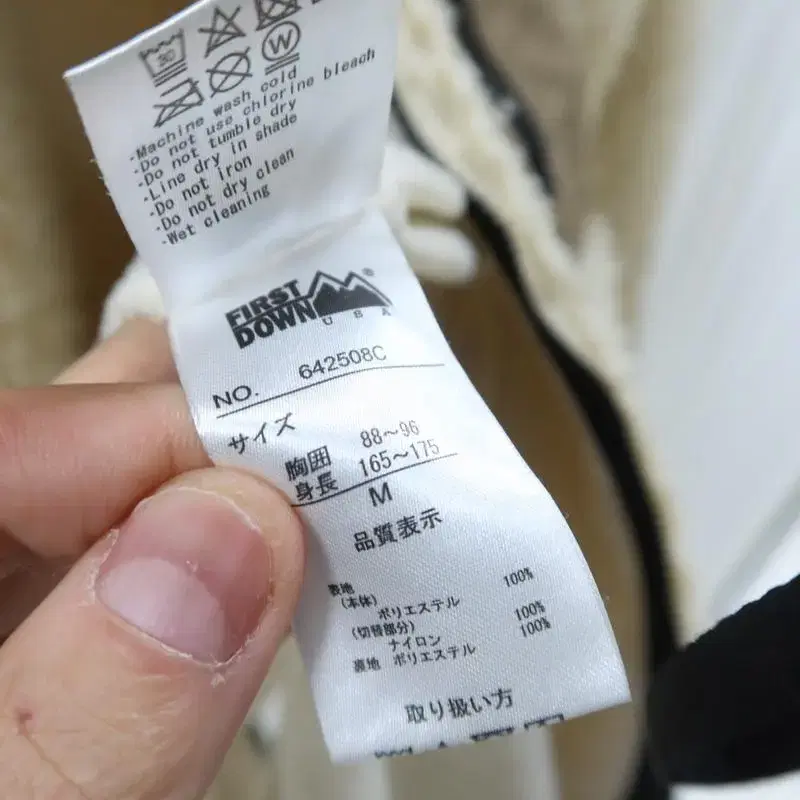 30
W
-Machine wash cold
-Do not use chlorine bleach
-Do not tumble dry
-Line dry in shade
-Do not iron
-Do not dry clean
-Wet cleaning
FIRST
DOWN
USA
®
NO. 642508C
サイズ
胸囲 88～96
身長 165～175
M
品質表示
表地
(本体) 100%
ポリエステル
(切替部分) 100%
ナイロン 100%
裏地 ポリエステル
取り扱い方